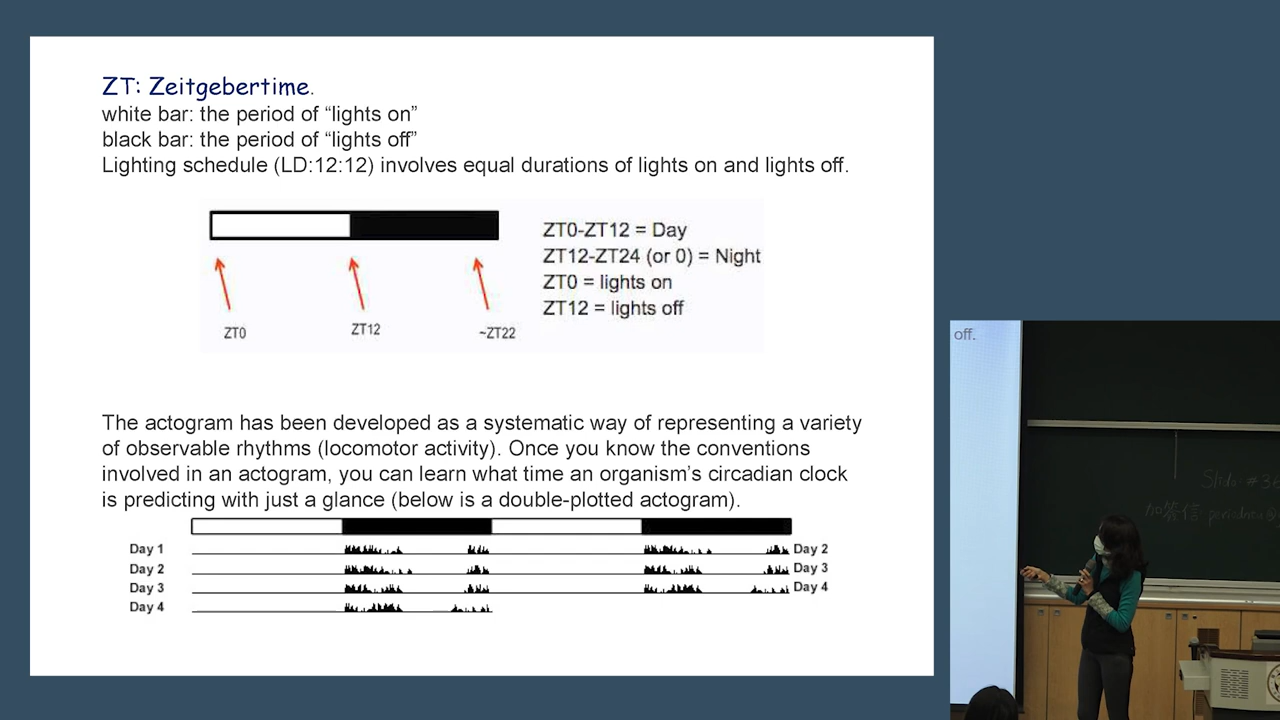 ZT: Zeitgebertime.
white bar: the period of “lights on”
black bar: the period of “lights off”
Lighting schedule (LD:12:12) involves equal durations of lights on and lights off.
ZT0-ZT12 = Day
ZT12-ZT24 (or 0) = Night
ZT0 = lights on
ZT12 = lights off
ZT0
ZT12
~ZT22
The actogram has been developed as a systematic way of representing a variety
of observable rhythms (locomotor activity). Once you know the conventions
involved in an actogram, you can learn what time an organism’s circadian clock
is predicting with just a glance (below is a double-plotted actogram).
Day 1
Day 2
Day 2
Day 3
Day 3
Day 4
Day 4
off.